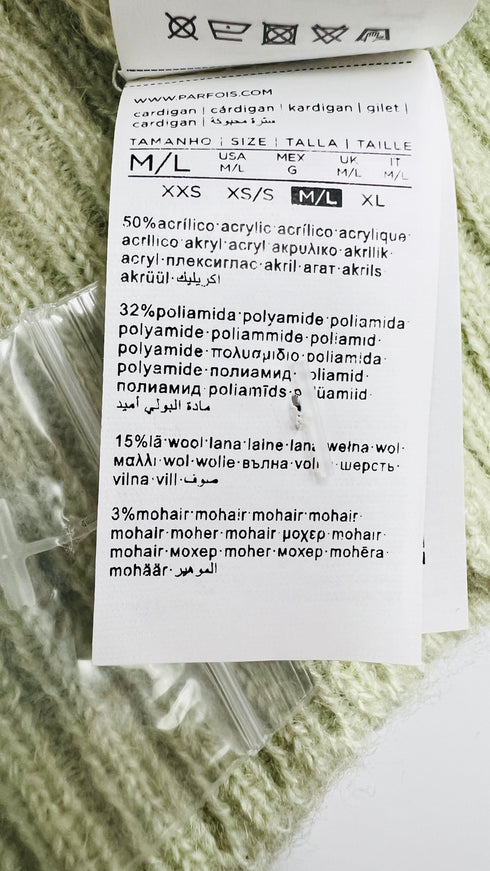 WWW.PARFOIS.COM
cardigan | cárdigan | kardigan | gilet |
cardigan | سترة محبوكة
TAMANHO | SIZE | TALLA | TAILLE
M/L USA M/L MEX G UK M/L IT M/L
XXS XS/S M/L XL
50%acrílico·acrylic·acrílico·acrylique·
acrilico·akryl·acryl·ακρυλικο·akrilik·
acryl·плексиглас·akril·агат·akrils·
akrüül·اكريليك
32%poliamida·polyamide·poliamida·
polyamide·poliammide·poliamid·
polyamide·πολυαμιδιο·poliamida·
polyamide·полиамид·poliamid·
полиамид·poliamīds·
مادة البولي أميد
15%lã·wool·lana·laine·lana·wełna·wol·
μαλλι·wol·wolle·вълна·шерсть·
vilna·vill·صوف
3%mohair·mohair·mohair·mohair·
mohair·moher·mohair·μοχερ·mohair·
mohair·мохер·moher·мохер·mohēra·
mohäär·الموهير